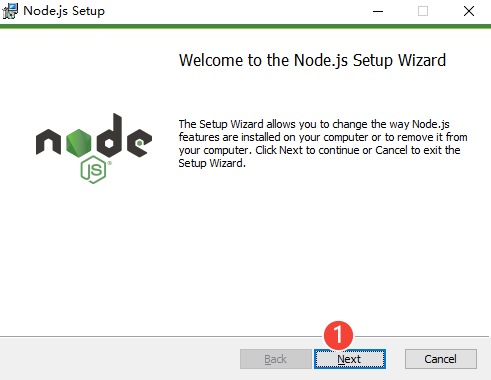 Node.js Setup
Welcome to the Node.js Setup Wizard
The Setup Wizard allows you to change the way Node.js
features are installed on your computer or to remove it from
your computer. Click Next to continue or Cancel to exit the
Setup Wizard.
node
JS
1
Back
Next
Cancel